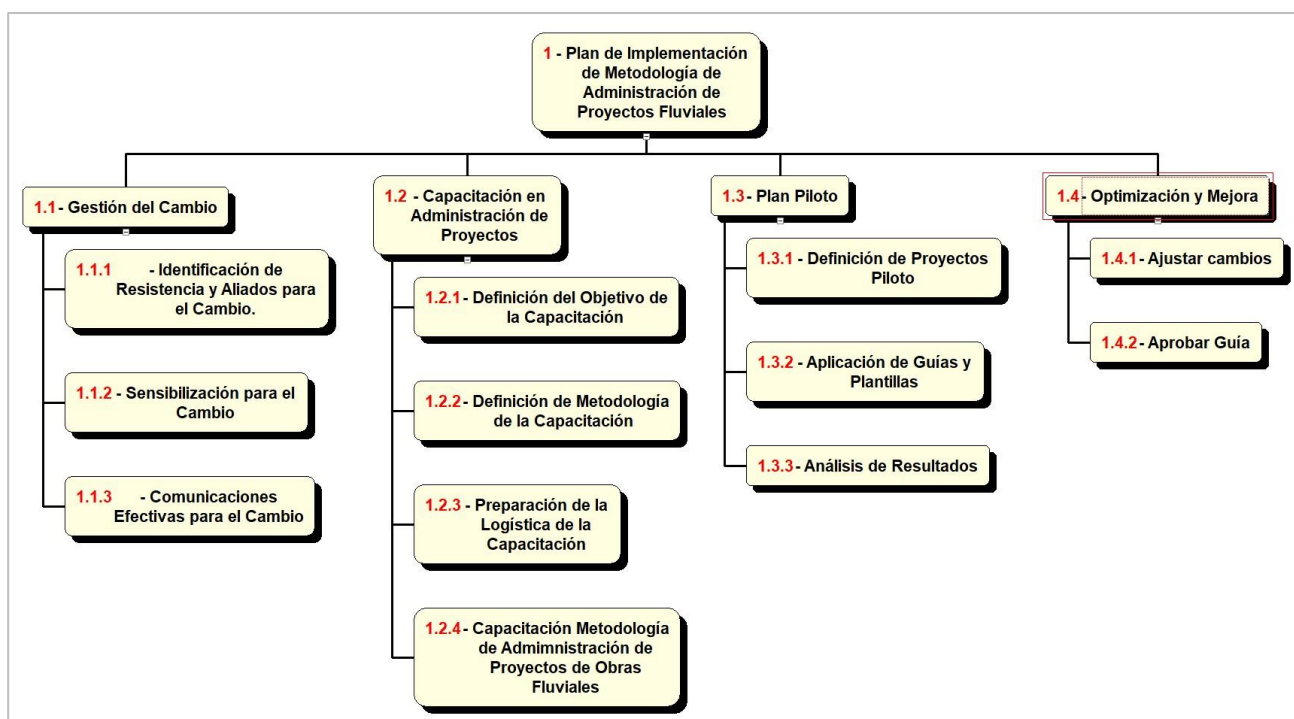 1 - Plan de Implementación
de Metodología de
Administración de
Proyectos Fluviales
1.1 - Gestión del Cambio
1.1.1 - Identificación de
Resistencia y Aliados para
el Cambio.
1.1.2 - Sensibilización para el
Cambio
1.1.3 - Comunicaciones
Efectivas para el Cambio
1.2 - Capacitación en
Administración de
Proyectos
1.2.1 - Definición del Objetivo de
la Capacitación
1.2.2 - Definición de Metodología
de la Capacitación
1.2.3 - Preparación de la
Logística de la
Capacitación
1.2.4 - Capacitación Metodología
de Admimnistración de
Proyectos de Obras
Fluviales
1.3 - Plan Piloto
1.3.1 - Definición de Proyectos
Piloto
1.3.2 - Aplicación de Guías y
Plantillas
1.3.3 - Análisis de Resultados
1.4 - Optimización y Mejora
1.4.1 - Ajustar cambios
1.4.2 - Aprobar Guía